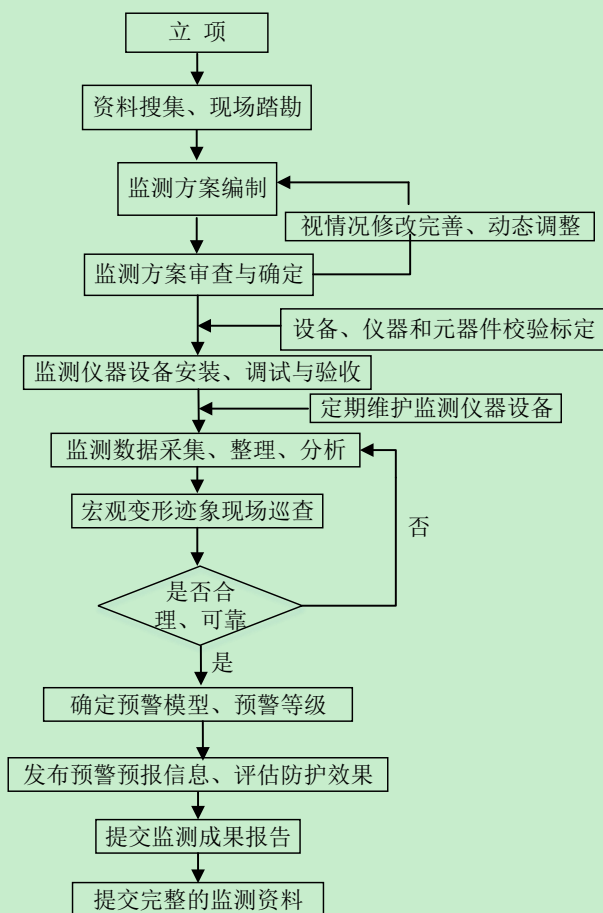 立 项
资料搜集、现场踏勘
监测方案编制
视情况修改完善、动态调整
监测方案审查与确定
设备、仪器和元器件校验标定
监测仪器设备安装、调试与验收
定期维护监测仪器设备
监测数据采集、整理、分析
宏观变形迹象现场巡查
否
是否合
理、可靠
是
确定预警模型、预警等级
发布预警预报信息、评估防护效果
提交监测成果报告
提交完整的监测资料